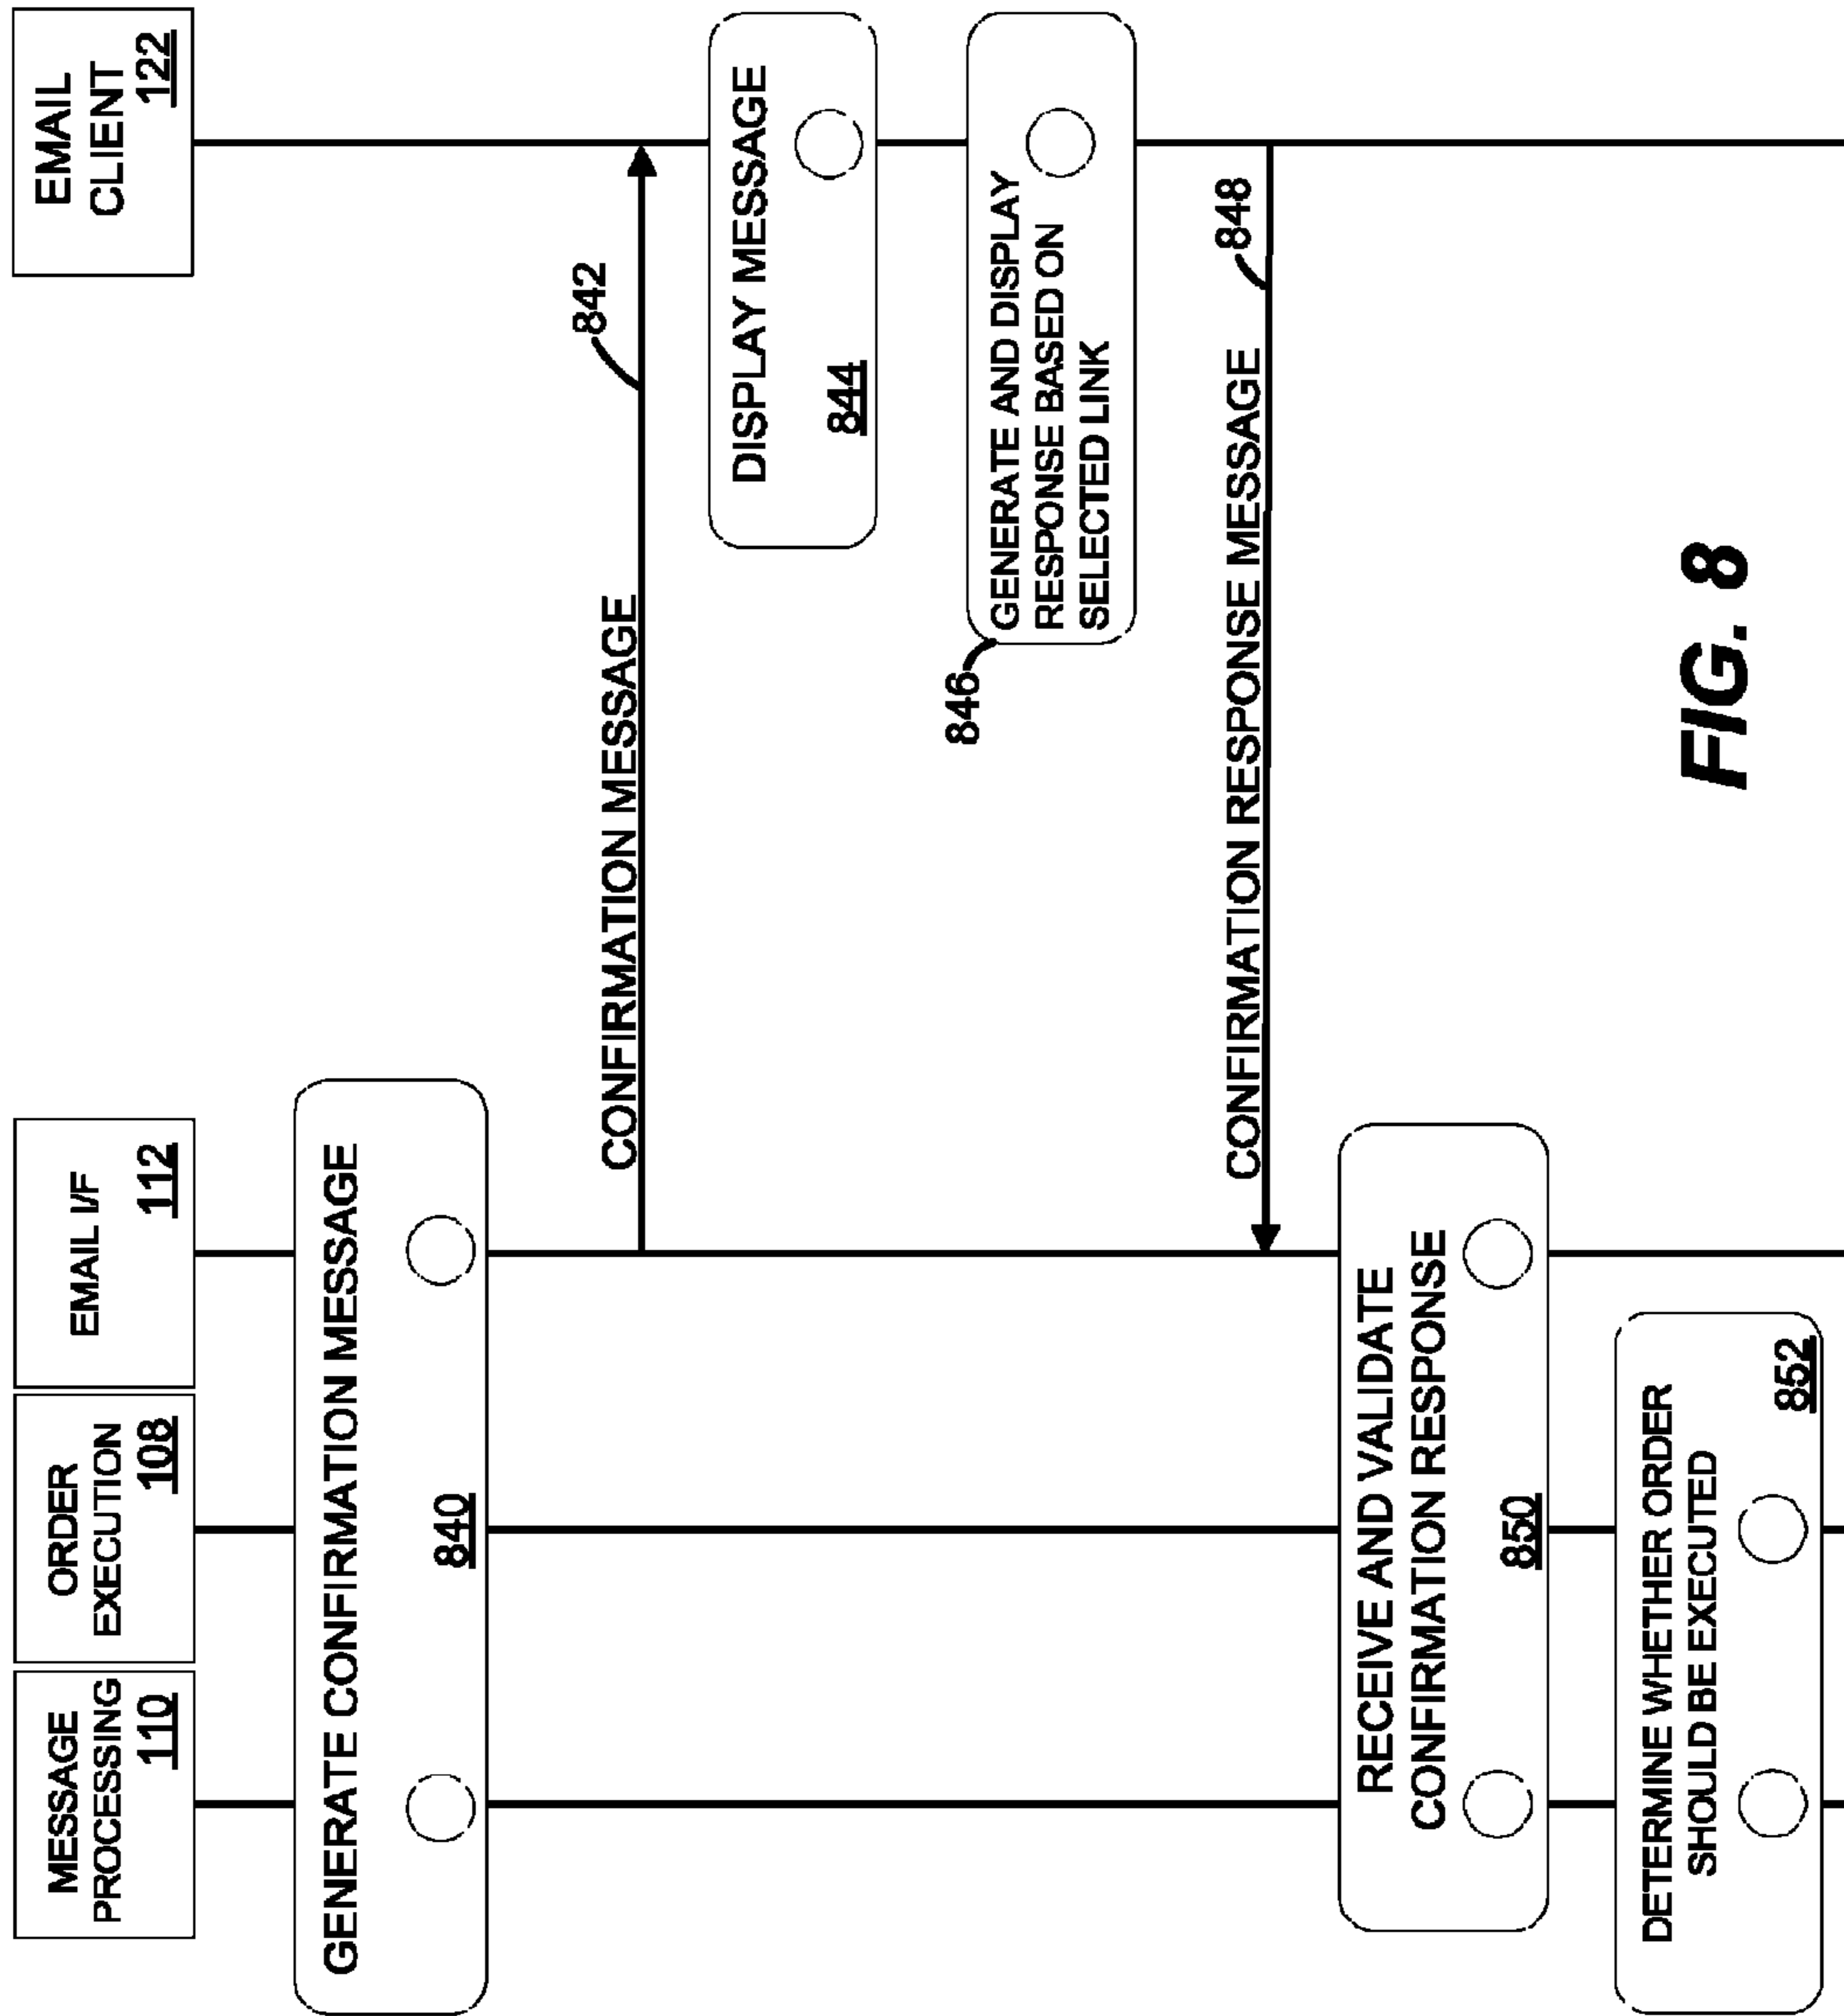 MESSAGE
PROCESSING
110
ORDER
EXECUTION
108
EMAIL I/F
112
EMAIL
CLIENT
122
GENERATE CONFIRMATION MESSAGE
840
CONFIRMATION MESSAGE
842
DISPLAY MESSAGE
844
846
GENERATE AND DISPLAY
RESPONSE BASED ON
SELECTED LINK
CONFIRMATION RESPONSE MESSAGE
848
RECEIVE AND VALIDATE
CONFIRMATION RESPONSE
850
DETERMINE WHETHER ORDER
SHOULD BE EXECUTED
852
FIG. 8